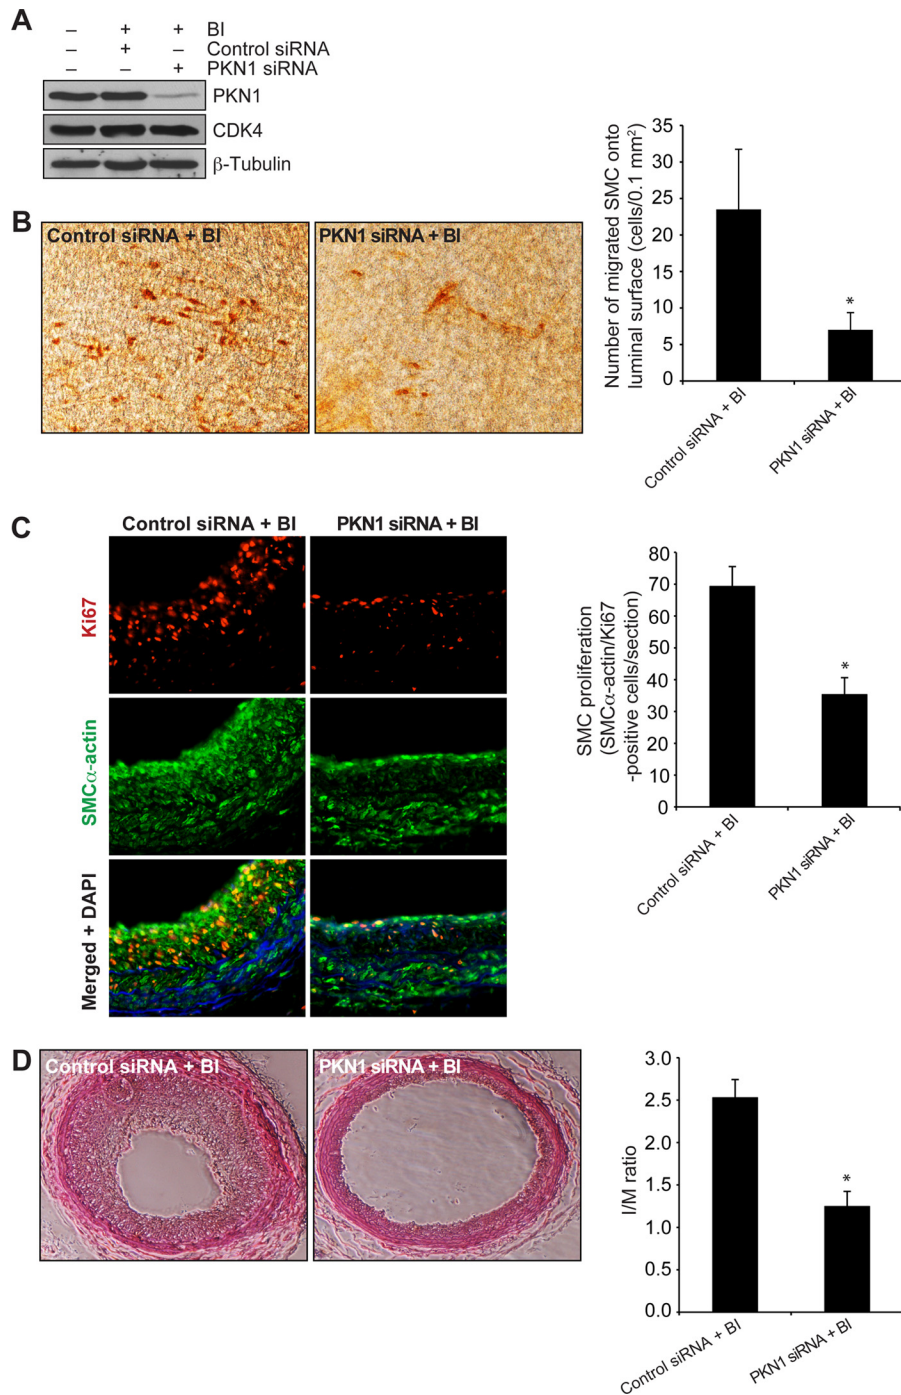 A
– + + BI
– + – Control siRNA
– – + PKN1 siRNA
PKN1
CDK4
β-Tubulin
B
Control siRNA + BI
PKN1 siRNA + BI
Number of migrated SMC onto
luminal surface (cells/0.1 mm²)
35
30
25
20
15
10
5
0
*
Control siRNA + BI
PKN1 siRNA + BI
C
Control siRNA + BI
PKN1 siRNA + BI
Ki67
SMCα-actin
Merged + DAPI
SMC proliferation
(SMCα-actin/Ki67
-positive cells/section)
80
70
60
50
40
30
20
10
0
*
Control siRNA + BI
PKN1 siRNA + BI
D
Control siRNA + BI
PKN1 siRNA + BI
I/M ratio
3.0
2.5
2.0
1.5
1.0
0.5
0.0
*
Control siRNA + BI
PKN1 siRNA + BI